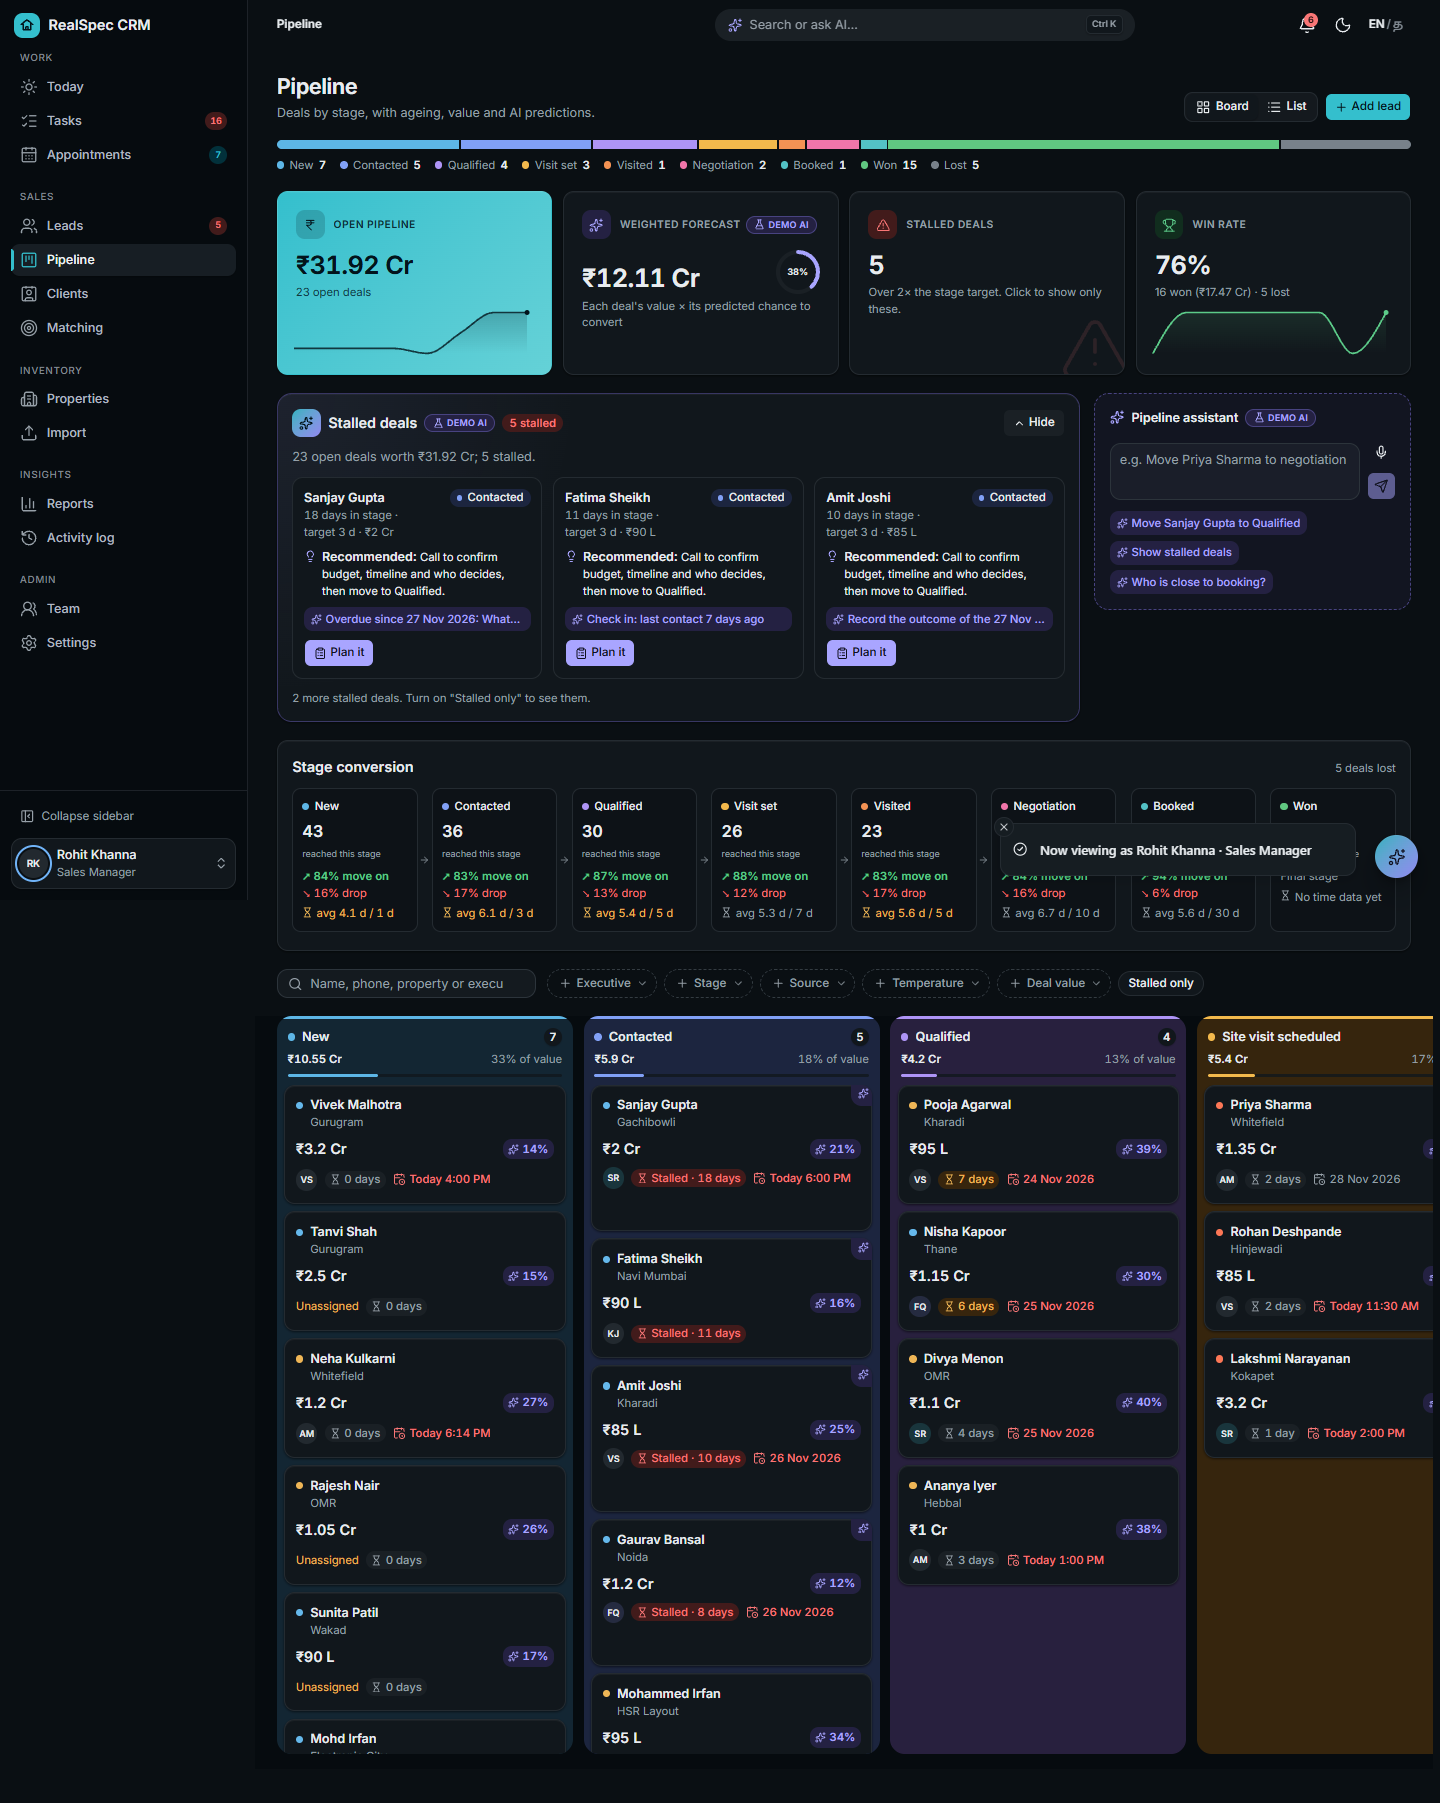 RealSpec CRM
WORK
Today
Tasks 16
Appointments 7
SALES
Leads 5
Pipeline
Clients
Matching
INVENTORY
Properties
Import
INSIGHTS
Reports
Activity log
ADMIN
Team
Settings
Collapse sidebar
RK
Rohit Khanna
Sales Manager
Pipeline
Search or ask AI... Ctrl K
6
EN / த
Pipeline
Deals by stage, with ageing, value and AI predictions.
Board List Add lead
New 7 Contacted 5 Qualified 4 Visit set 3 Visited 1 Negotiation 2 Booked 1 Won 15 Lost 5
₹ OPEN PIPELINE
₹31.92 Cr
23 open deals
WEIGHTED FORECAST DEMO AI
₹12.11 Cr
38%
Each deal's value × its predicted chance to
convert
STALLED DEALS
5
Over 2× the stage target. Click to show only
these.
WIN RATE
76%
16 won (₹17.47 Cr) · 5 lost
Stalled deals DEMO AI 5 stalled
Hide
23 open deals worth ₹31.92 Cr; 5 stalled.
Sanjay Gupta Contacted
18 days in stage ·
target 3 d · ₹2 Cr
Recommended: Call to confirm
budget, timeline and who decides,
then move to Qualified.
Overdue since 27 Nov 2026: What...
Plan it
Fatima Sheikh Contacted
11 days in stage ·
target 3 d · ₹90 L
Recommended: Call to confirm
budget, timeline and who decides,
then move to Qualified.
Check in: last contact 7 days ago
Plan it
Amit Joshi Contacted
10 days in stage ·
target 3 d · ₹85 L
Recommended: Call to confirm
budget, timeline and who decides,
then move to Qualified.
Record the outcome of the 27 Nov ...
Plan it
2 more stalled deals. Turn on "Stalled only" to see them.
Pipeline assistant DEMO AI
e.g. Move Priya Sharma to negotiation
Move Sanjay Gupta to Qualified
Show stalled deals
Who is close to booking?
Stage conversion
5 deals lost
New
43
reached this stage
84% move on
16% drop
avg 4.1 d / 1 d
Contacted
36
reached this stage
83% move on
17% drop
avg 6.1 d / 3 d
Qualified
30
reached this stage
87% move on
13% drop
avg 5.4 d / 5 d
Visit set
26
reached this stage
88% move on
12% drop
avg 5.3 d / 7 d
Visited
23
reached this stage
83% move on
17% drop
avg 5.6 d / 5 d
Negotiation
84% move on
16% drop
avg 6.7 d / 10 d
Booked
94% move on
6% drop
avg 5.6 d / 30 d
Won
Final stage
No time data yet
Now viewing as Rohit Khanna · Sales Manager
Name, phone, property or execu
Executive Stage Source Temperature Deal value Stalled only
New 7
₹10.55 Cr 33% of value
Vivek Malhotra
Gurugram
₹3.2 Cr 14%
VS 0 days Today 4:00 PM
Tanvi Shah
Gurugram
₹2.5 Cr 15%
Unassigned 0 days
Neha Kulkarni
Whitefield
₹1.2 Cr 27%
AM 0 days Today 6:14 PM
Rajesh Nair
OMR
₹1.05 Cr 26%
Unassigned 0 days
Sunita Patil
Wakad
₹90 L 17%
Unassigned 0 days
Mohd Irfan
Contacted 5
₹5.9 Cr 18% of value
Sanjay Gupta
Gachibowli
₹2 Cr 21%
SR Stalled · 18 days Today 6:00 PM
Fatima Sheikh
Navi Mumbai
₹90 L 16%
KJ Stalled · 11 days
Amit Joshi
Kharadi
₹85 L 25%
VS Stalled · 10 days 26 Nov 2026
Gaurav Bansal
Noida
₹1.2 Cr 12%
FQ Stalled · 8 days 26 Nov 2026
Mohammed Irfan
HSR Layout
₹95 L 34%
Qualified 4
₹4.2 Cr 13% of value
Pooja Agarwal
Kharadi
₹95 L 39%
VS 7 days 24 Nov 2026
Nisha Kapoor
Thane
₹1.15 Cr 30%
FQ 6 days 25 Nov 2026
Divya Menon
OMR
₹1.1 Cr 40%
SR 4 days 25 Nov 2026
Ananya Iyer
Hebbal
₹1 Cr 38%
AM 3 days Today 1:00 PM
Site visit scheduled
₹5.4 Cr 17%
Priya Sharma
Whitefield
₹1.35 Cr
AM 2 days 28 Nov 2026
Rohan Deshpande
Hinjewadi
₹85 L
VS 2 days Today 11:30 AM
Lakshmi Narayanan
Kokapet
₹3.2 Cr
SR 1 day Today 2:00 PM